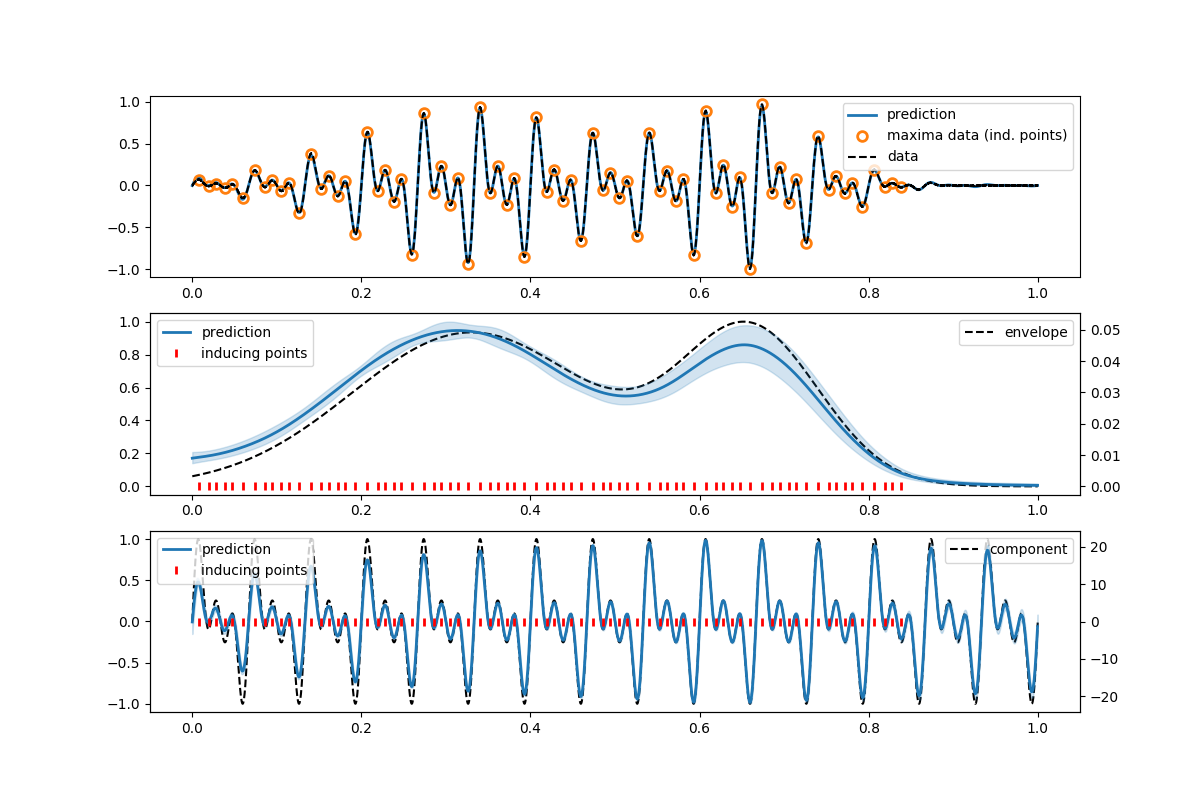 1.0
0.5
0.0
−0.5
−1.0
prediction
maxima data (ind. points)
data
0.0 0.2 0.4 0.6 0.8 1.0
1.0
0.8
0.6
0.4
0.2
0.0
prediction
inducing points
envelope
0.05
0.04
0.03
0.02
0.01
0.00
0.0 0.2 0.4 0.6 0.8 1.0
1.0
0.5
0.0
−0.5
−1.0
prediction
inducing points
component
20
10
0
−10
−20
0.0 0.2 0.4 0.6 0.8 1.0